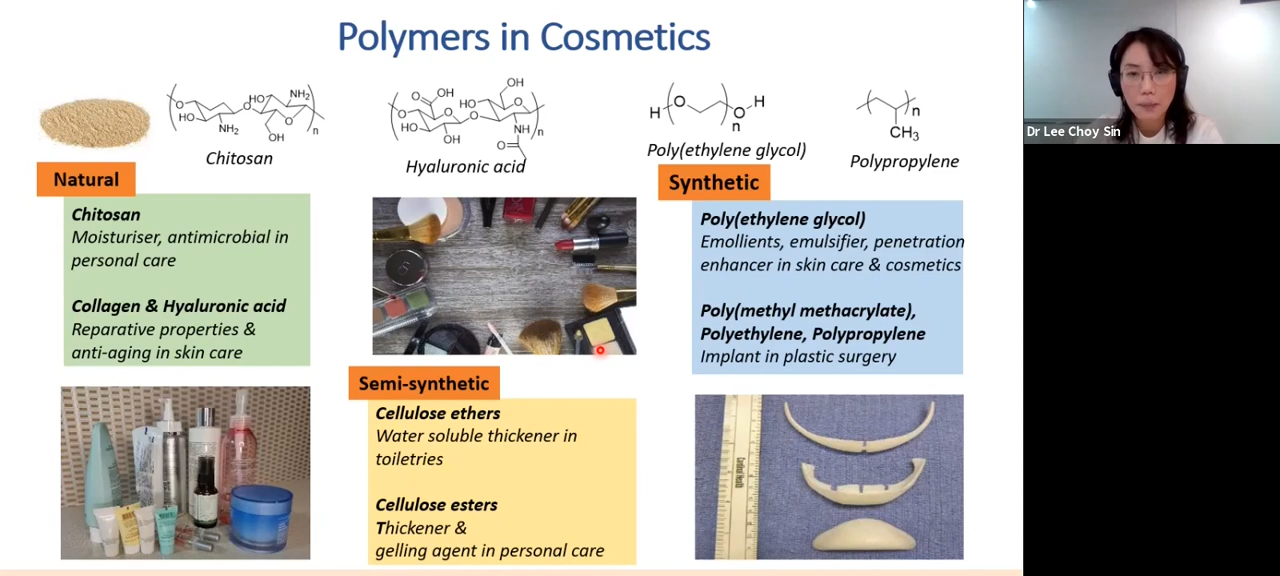 Polymers in Cosmetics
Chitosan
Hyaluronic acid
Poly(ethylene glycol)
Polypropylene
Natural
Chitosan
Moisturiser, antimicrobial in
personal care
Collagen & Hyaluronic acid
Reparative properties &
anti-aging in skin care
Semi-synthetic
Cellulose ethers
Water soluble thickener in
toiletries
Cellulose esters
Thickener &
gelling agent in personal care
Synthetic
Poly(ethylene glycol)
Emollients, emulsifier, penetration
enhancer in skin care & cosmetics
Poly(methyl methacrylate),
Polyethylene, Polypropylene
Implant in plastic surgery
Dr Lee Choy Sin